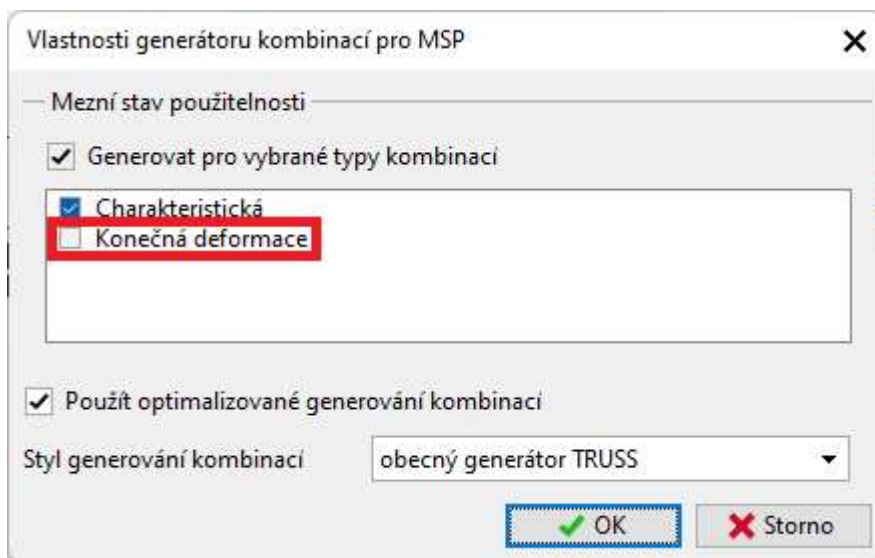 Vlastnosti generátoru kombinací pro MSP
Mezní stav použitelnosti
Generovat pro vybrané typy kombinací
Charakteristická
Konečná deformace
Použít optimalizované generování kombinací
Styl generování kombinací obecný generátor TRUSS
OK Storno